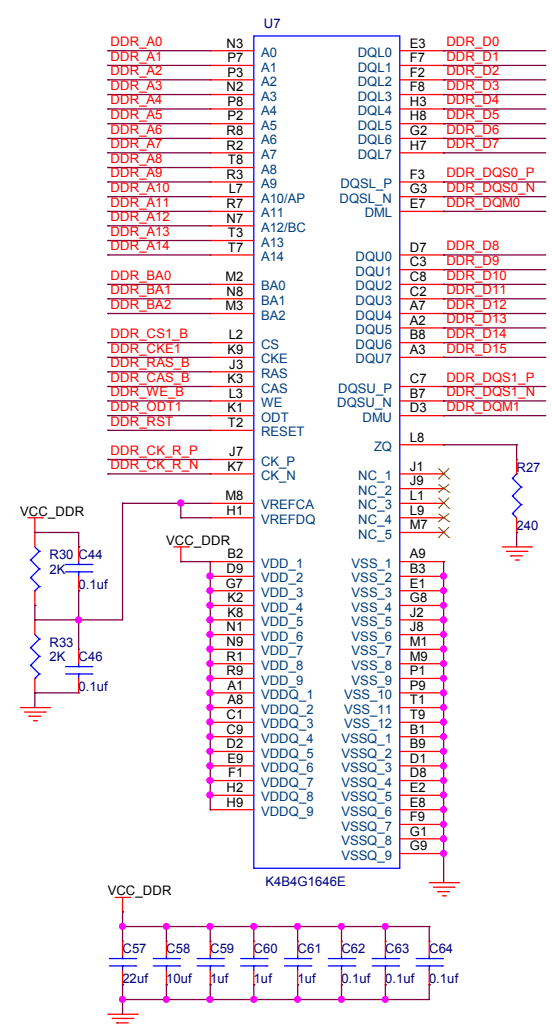 U7
DDR_A0 N3 A0 DQL0 E3 DDR_D0
DDR_A1 P7 A1 DQL1 F7 DDR_D1
DDR_A2 P3 A2 DQL2 F2 DDR_D2
DDR_A3 N2 A3 DQL3 F8 DDR_D3
DDR_A4 P8 A4 DQL4 H3 DDR_D4
DDR_A5 P2 A5 DQL5 H8 DDR_D5
DDR_A6 R8 A6 DQL6 G2 DDR_D6
DDR_A7 R2 A7 DQL7 H7 DDR_D7
DDR_A8 T8 A8
DDR_A9 R3 A9 DQSL_P F3 DDR_DQS0_P
DDR_A10 L7 A10/AP DQSL_N G3 DDR_DQS0_N
DDR_A11 R7 A11 DML E7 DDR_DQM0
DDR_A12 N7 A12/BC
DDR_A13 T3 A13
DDR_A14 T7 A14 DQU0 D7 DDR_D8
DQU1 C3 DDR_D9
DDR_BA0 M2 BA0 DQU2 C8 DDR_D10
DDR_BA1 N8 BA1 DQU3 C2 DDR_D11
DDR_BA2 M3 BA2 DQU4 A7 DDR_D12
DQU5 A2 DDR_D13
DDR_CS1_B L2 CS DQU6 B8 DDR_D14
DDR_CKE1 K9 CKE DQU7 A3 DDR_D15
DDR_RAS_B J3 RAS
DDR_CAS_B K3 CAS DQSU_P C7 DDR_DQS1_P
DDR_WE_B L3 WE DQSU_N B7 DDR_DQS1_N
DDR_ODT1 K1 ODT DMU D3 DDR_DQM1
DDR_RST T2 RESET
ZQ L8
DDR_CK_R_P J7 CK_P
DDR_CK_R_N K7 CK_N NC_1 J1
NC_2 J9
M8 VREFCA NC_3 L1
H1 VREFDQ NC_4 L9
NC_5 M7
R27
240
VCC_DDR
R30 C44
2K
0.1uf
R33 C46
2K
0.1uf
VCC_DDR
B2 VDD_1 VSS_1 A9
D9 VDD_2 VSS_2 B3
G7 VDD_3 VSS_3 E1
K2 VDD_4 VSS_4 G8
K8 VDD_5 VSS_5 J2
N1 VDD_6 VSS_6 J8
N9 VDD_7 VSS_7 M1
R1 VDD_8 VSS_8 M9
R9 VDD_9 VSS_9 P1
A1 VDDQ_1 VSS_10 P9
A8 VDDQ_2 VSS_11 T1
C1 VDDQ_3 VSS_12 T9
C9 VDDQ_4 VSSQ_1 B1
D2 VDDQ_5 VSSQ_2 B9
E9 VDDQ_6 VSSQ_3 D1
F1 VDDQ_7 VSSQ_4 D8
H2 VDDQ_8 VSSQ_5 E2
H9 VDDQ_9 VSSQ_6 E8
VSSQ_7 F9
VSSQ_8 G1
VSSQ_9 G9
K4B4G1646E
VCC_DDR
C57 C58 C59 C60 C61 C62 C63 C64
22uf 10uf 1uf 1uf 1uf 0.1uf 0.1uf 0.1uf